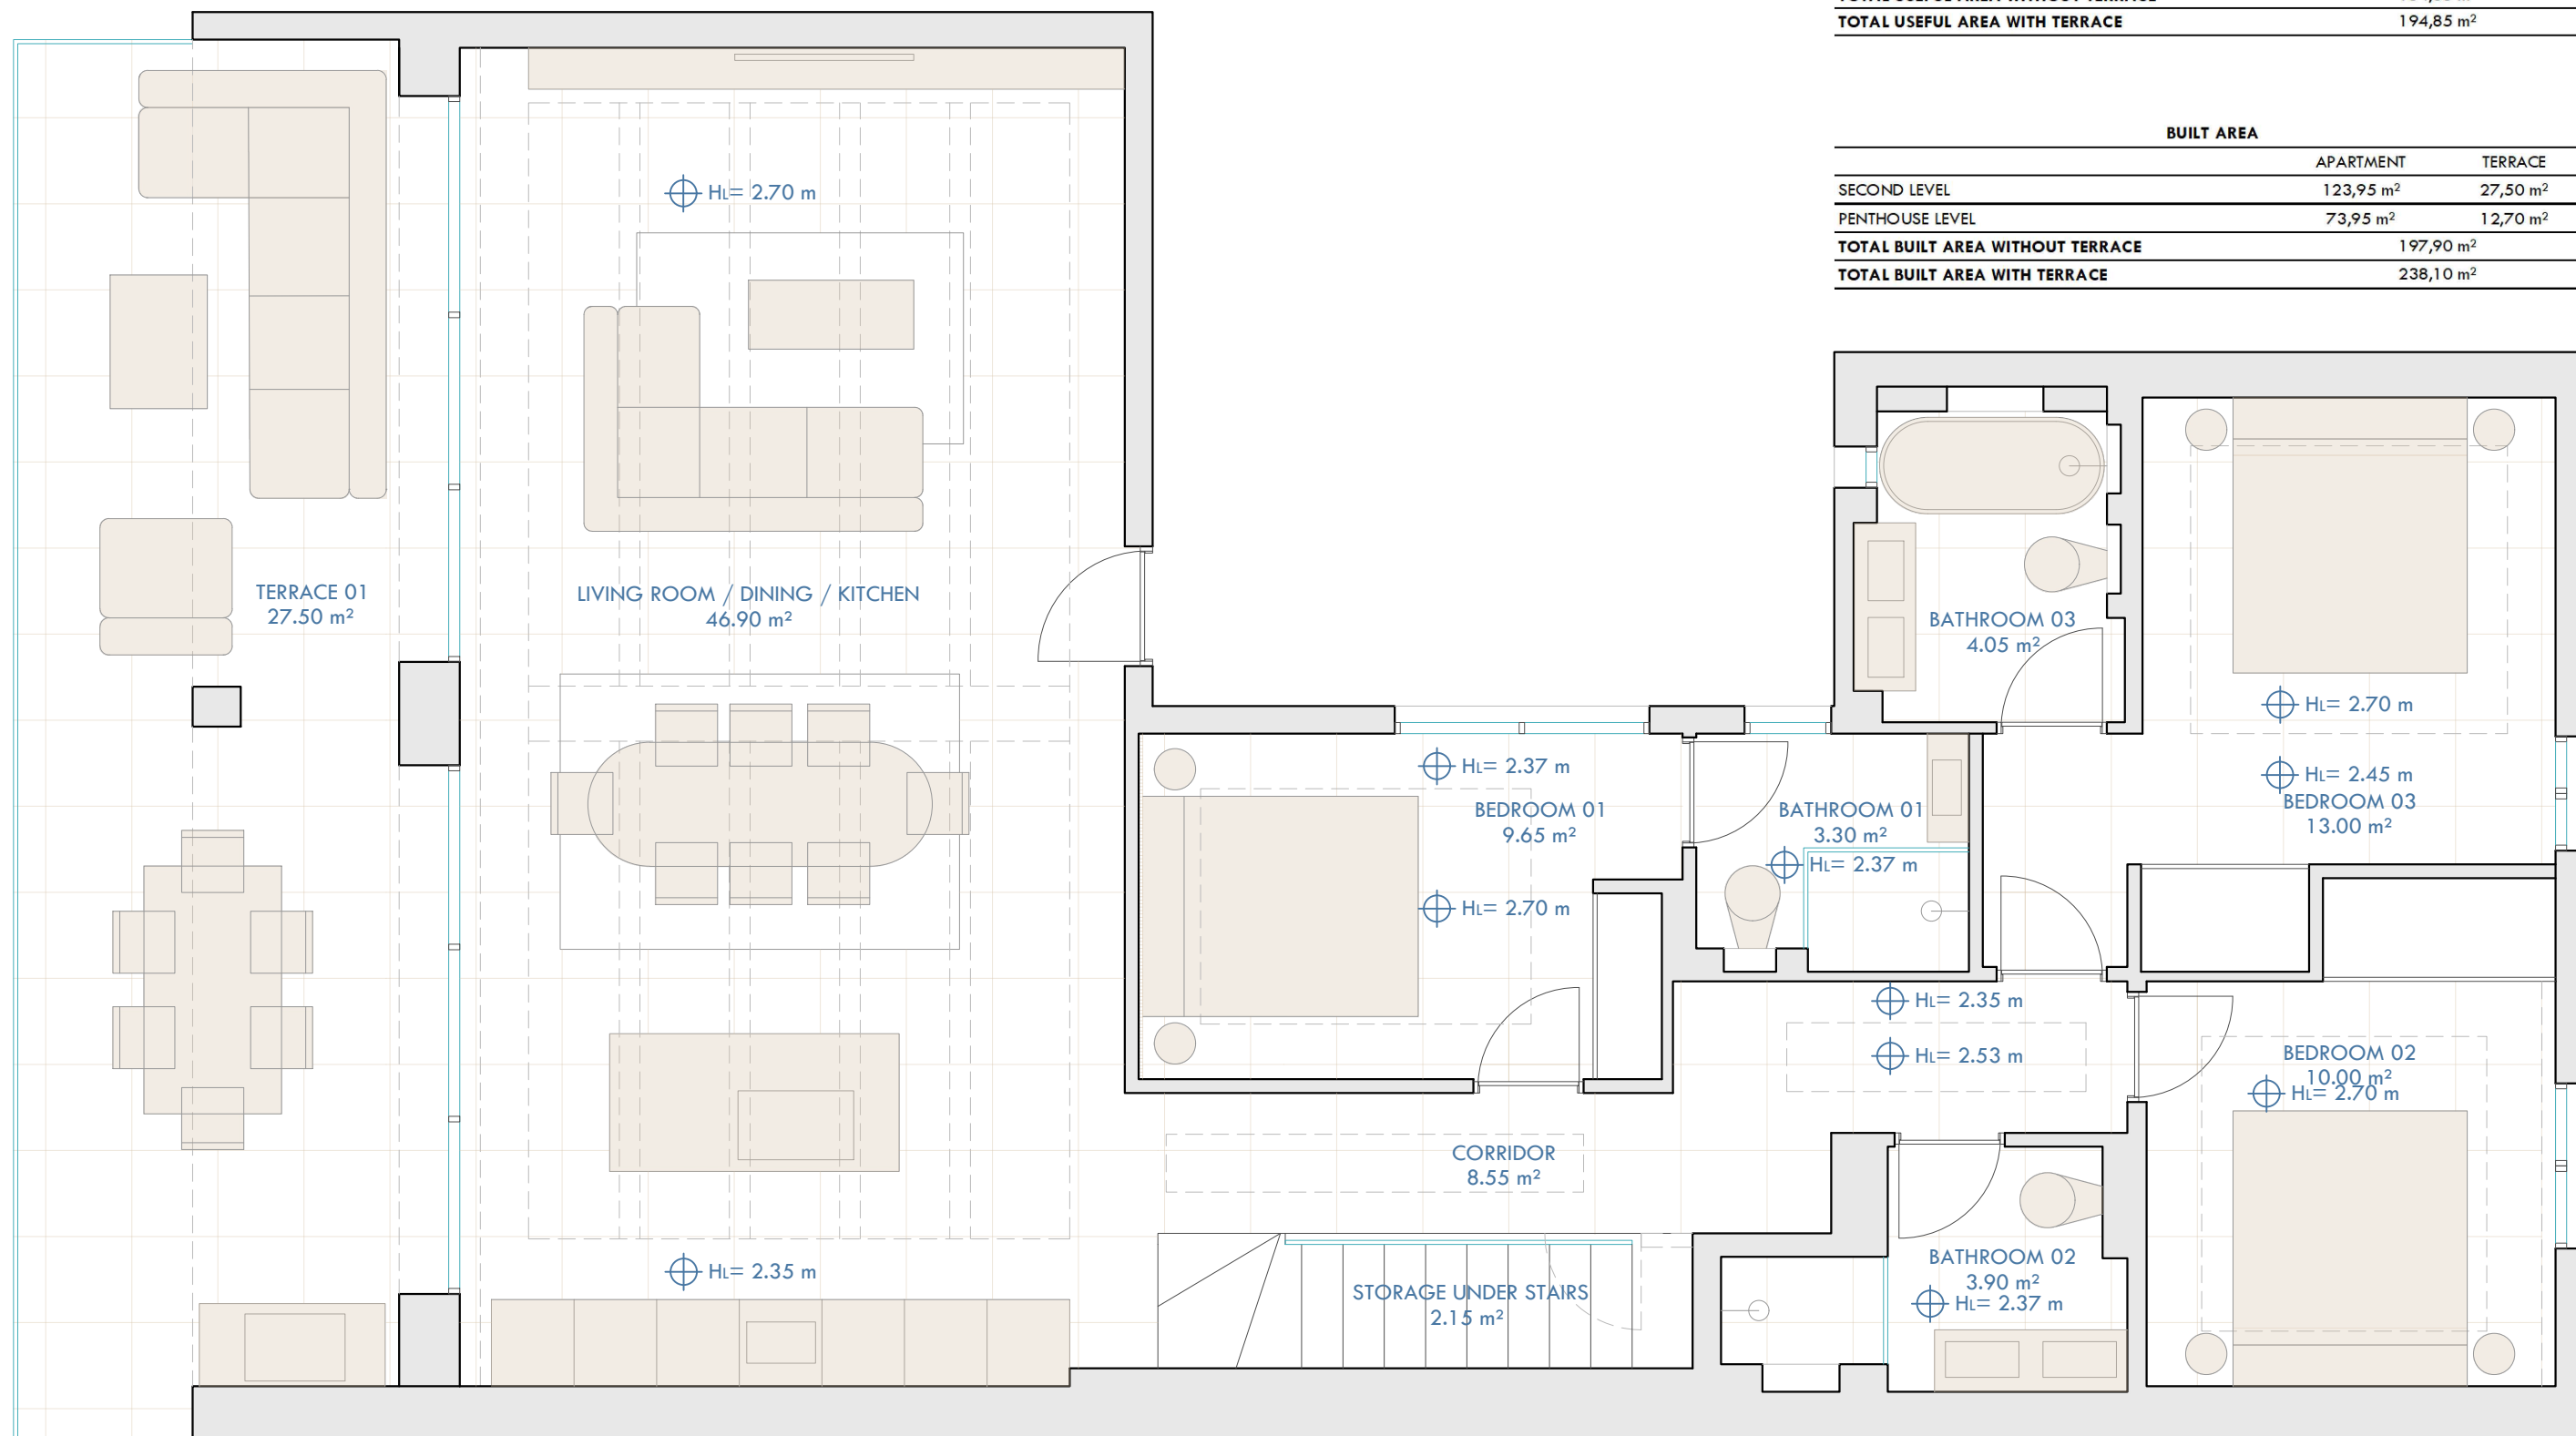 TOTAL USEFUL AREA WITH TERRACE 194,85 m²
BUILT AREA
APARTMENT TERRACE
SECOND LEVEL 123,95 m² 27,50 m²
PENTHOUSE LEVEL 73,95 m² 12,70 m²
TOTAL BUILT AREA WITHOUT TERRACE 197,90 m²
TOTAL BUILT AREA WITH TERRACE 238,10 m²
HL= 2.70 m
TERRACE 01
27.50 m²
LIVING ROOM / DINING / KITCHEN
46.90 m²
HL= 2.35 m
HL= 2.37 m
BEDROOM 01
9.65 m²
HL= 2.70 m
BATHROOM 01
3.30 m²
HL= 2.37 m
BATHROOM 03
4.05 m²
HL= 2.70 m
HL= 2.45 m
BEDROOM 03
13.00 m²
HL= 2.35 m
HL= 2.53 m
BEDROOM 02
10.00 m²
HL= 2.70 m
CORRIDOR
8.55 m²
STORAGE UNDER STAIRS
2.15 m²
BATHROOM 02
3.90 m²
HL= 2.37 m